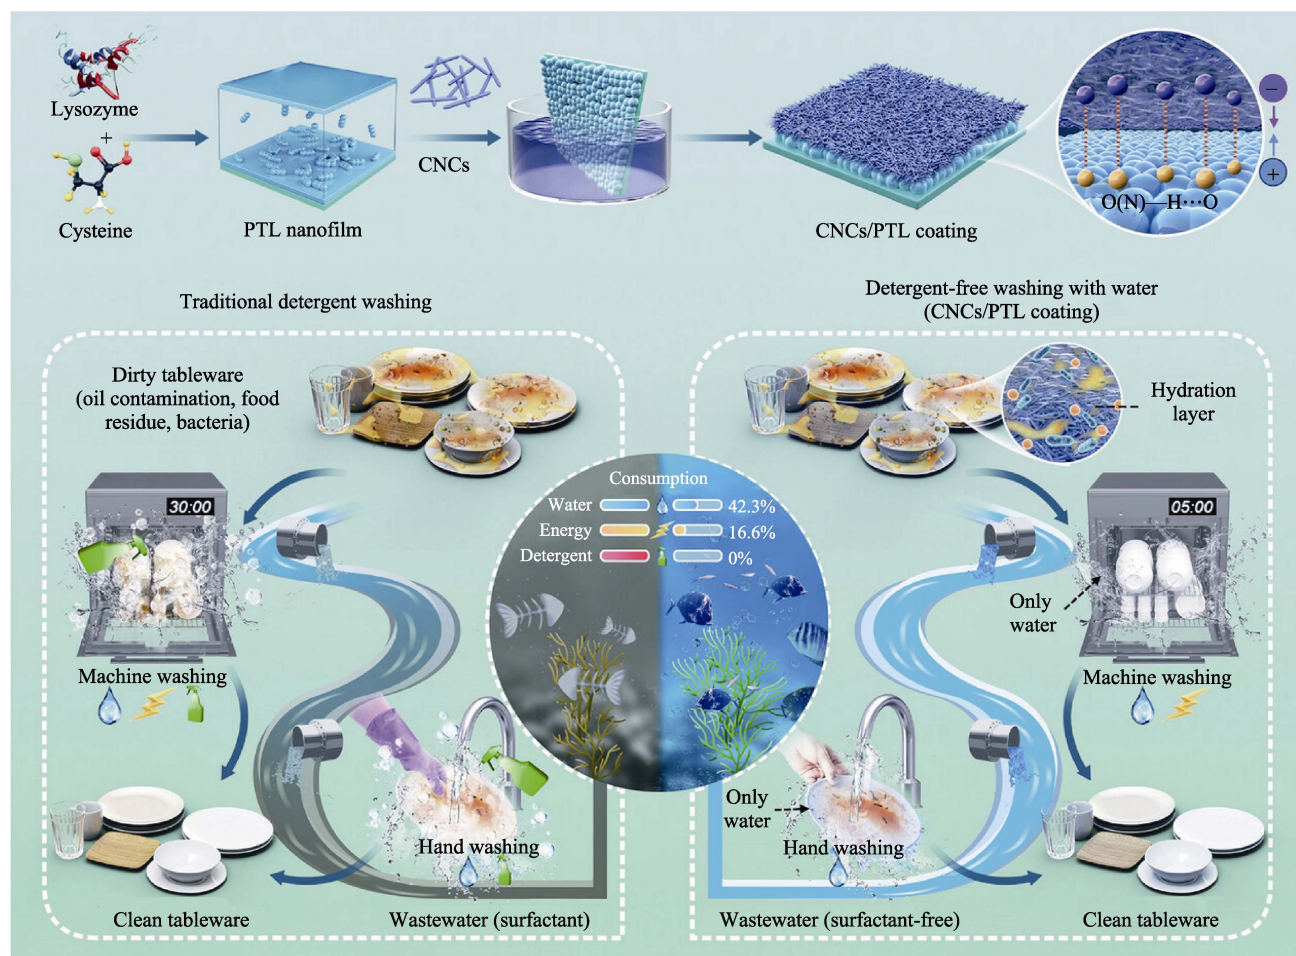 Lysozyme
+
Cysteine
PTL nanofilm
CNCs
CNCs/PTL coating
O(N)—H···O
−
+
Traditional detergent washing
Detergent-free washing with water
(CNCs/PTL coating)
Dirty tableware
(oil contamination, food
residue, bacteria)
Hydration
layer
30:00
Consumption
Water 42.3%
Energy 16.6%
Detergent 0%
05:00
Only
water
Machine washing
Machine washing
Only
water
Hand washing
Hand washing
Clean tableware
Wastewater (surfactant)
Wastewater (surfactant-free)
Clean tableware